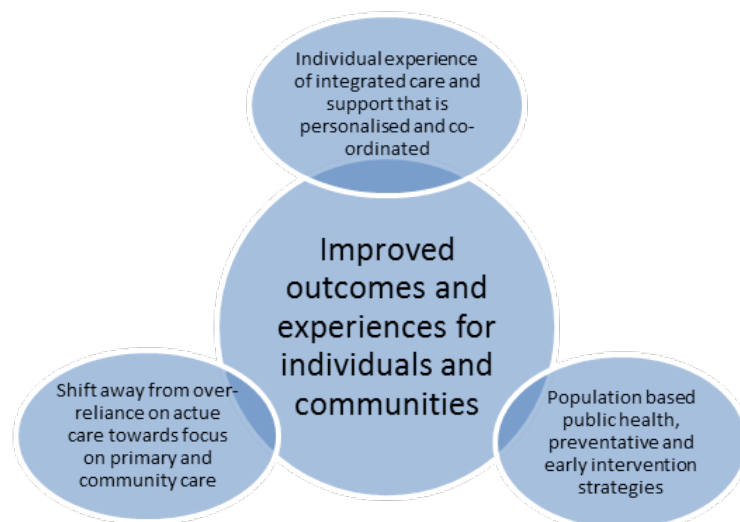 Individual experience
of integrated care and
support that is
personalised and co-
ordinated
Improved
outcomes and
experiences for
individuals and
communities
Shift away from over-
reliance on actue
care towards focus
on primary and
community care
Population based
public health,
preventative and
early intervention
strategies